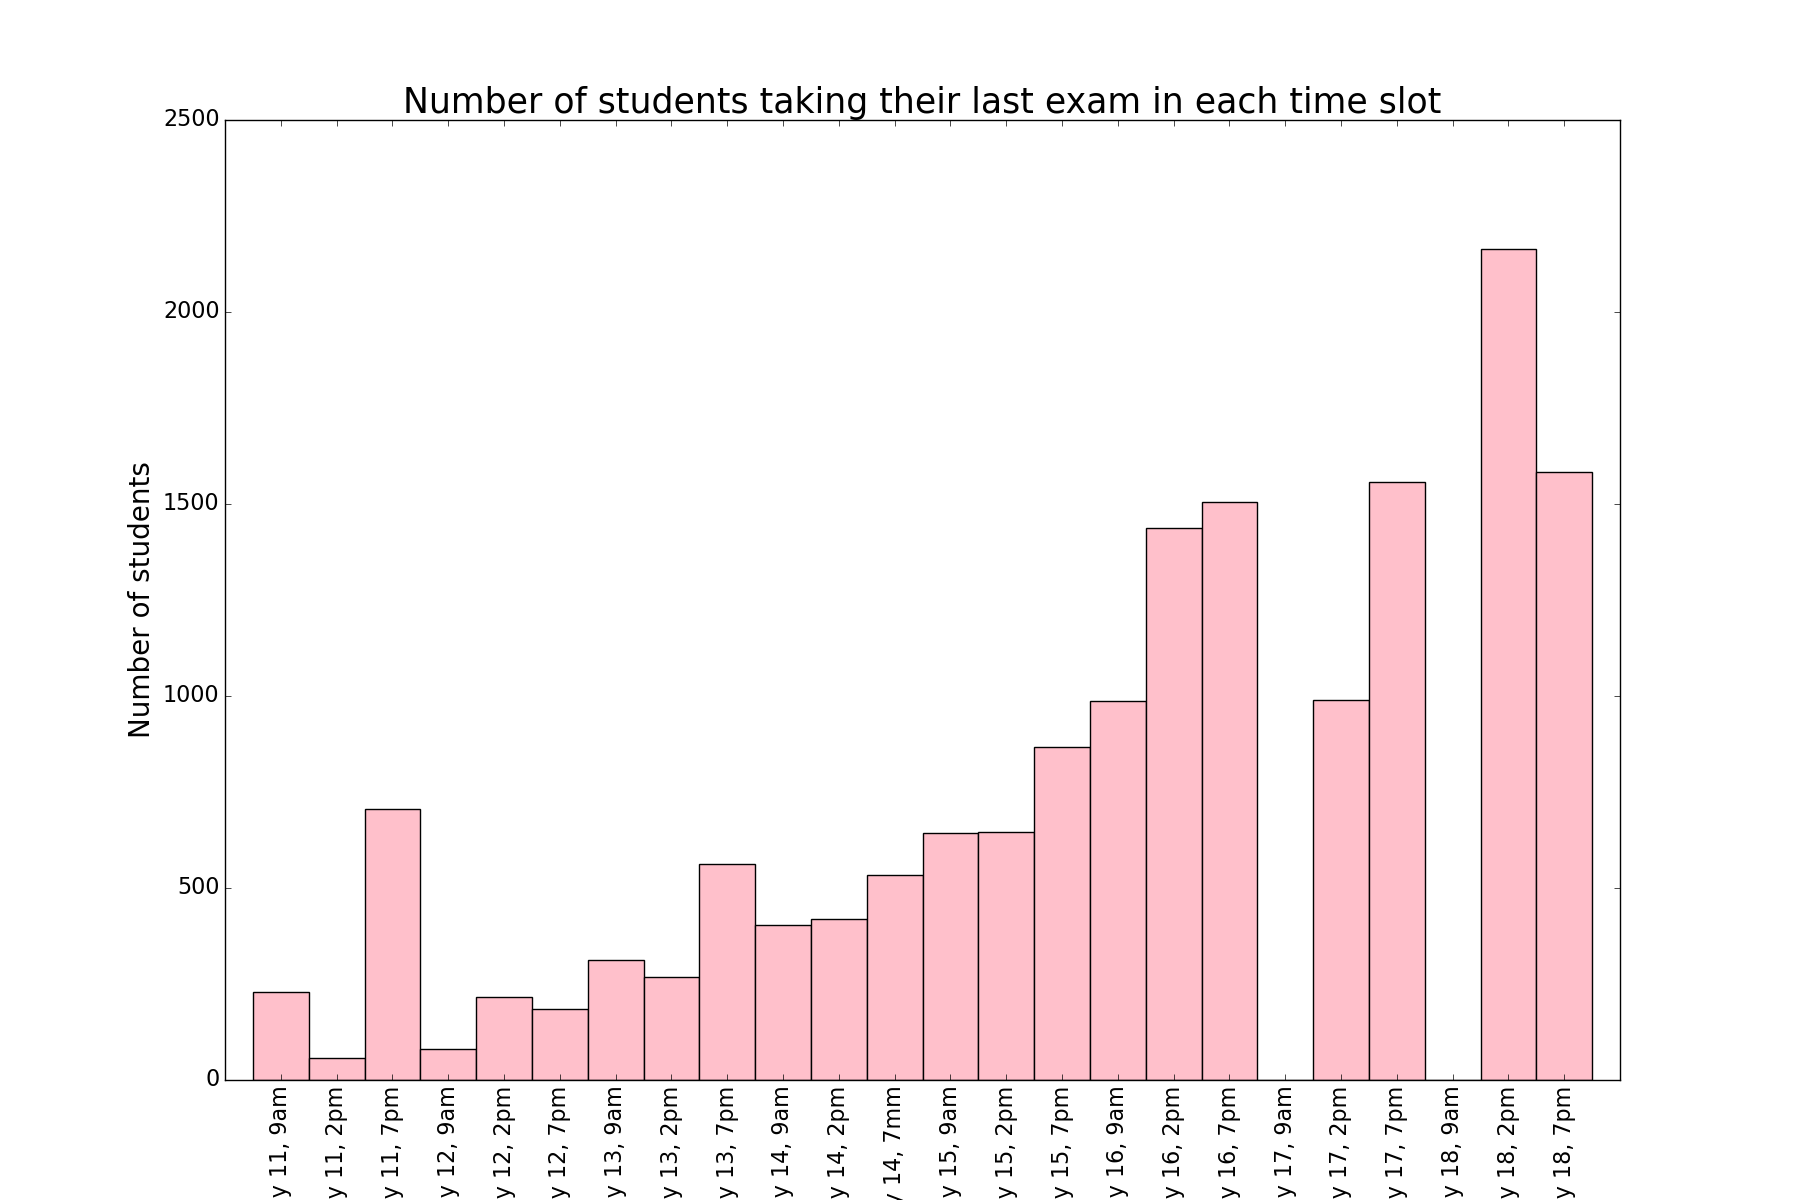 Number of students taking their last exam in each time slot
Number of students
2500
2000
1500
1000
500
0
y 11, 9am
y 11, 2pm
y 11, 7pm
y 12, 9am
y 12, 2pm
y 12, 7pm
y 13, 9am
y 13, 2pm
y 13, 7pm
y 14, 9am
y 14, 2pm
y 14, 7mm
y 15, 9am
y 15, 2pm
y 15, 7pm
y 16, 9am
y 16, 2pm
y 16, 7pm
y 17, 9am
y 17, 2pm
y 17, 7pm
y 18, 9am
y 18, 2pm
y 18, 7pm